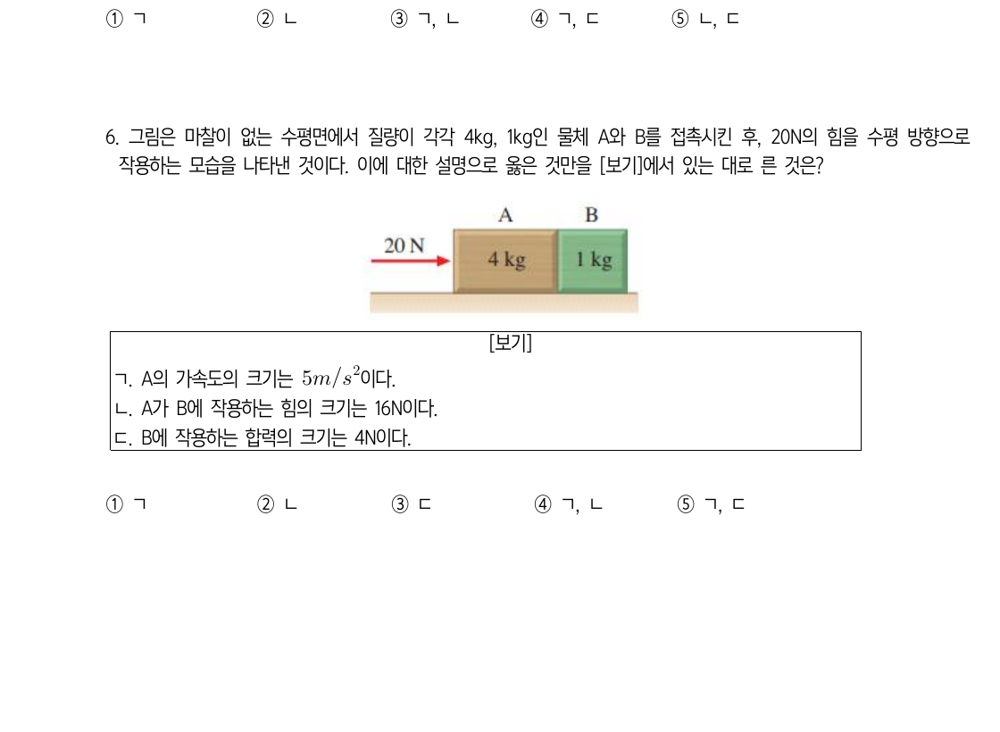 ① ㄱ ② ㄴ ③ ㄱ, ㄴ ④ ㄱ, ㄷ ⑤ ㄴ, ㄷ
6. 그림은 마찰이 없는 수평면에서 질량이 각각 4kg, 1kg인 물체 A와 B를 접촉시킨 후, 20N의 힘을 수평 방향으로
작용하는 모습을 나타낸 것이다. 이에 대한 설명으로 옳은 것만을 [보기]에서 있는 대로 른 것은?
A B
20 N
4 kg 1 kg
[보기]
ㄱ. A의 가속도의 크기는 5m/s²이다.
ㄴ. A가 B에 작용하는 힘의 크기는 16N이다.
ㄷ. B에 작용하는 합력의 크기는 4N이다.
① ㄱ ② ㄴ ③ ㄷ ④ ㄱ, ㄴ ⑤ ㄱ, ㄷ